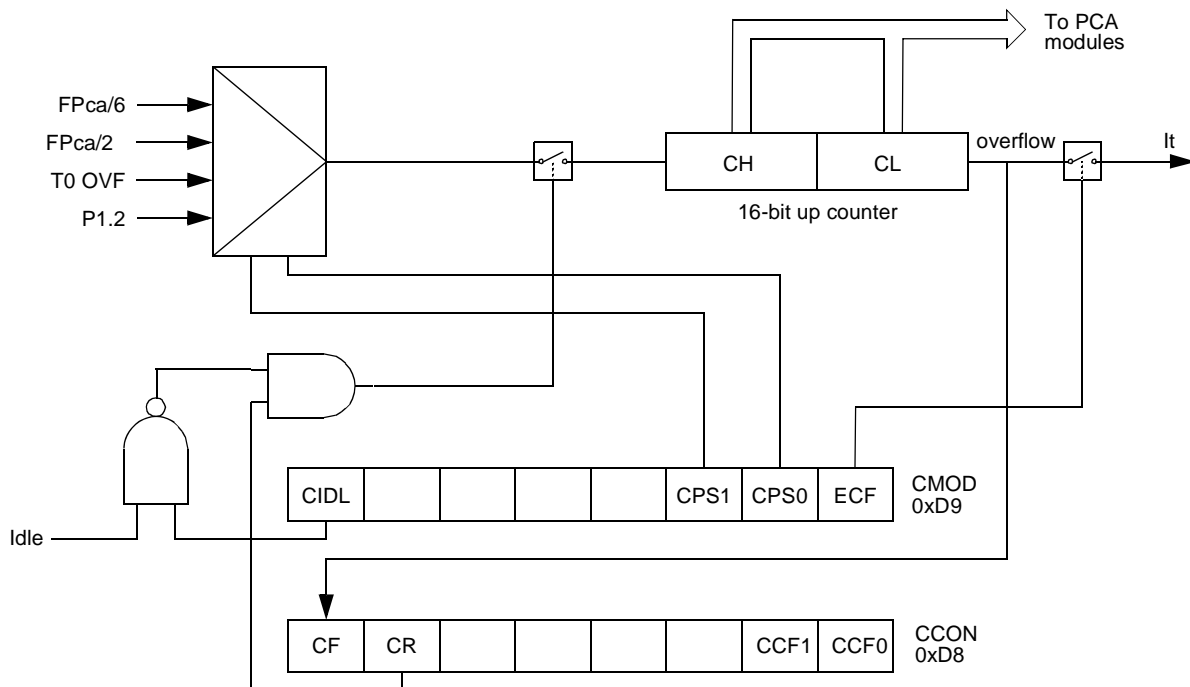 To PCA
modules
FPca/6
FPca/2
T0 OVF
P1.2
CH
CL
overflow
It
16-bit up counter
CIDL
CPS1
CPS0
ECF
CMOD
0xD9
Idle
CF
CR
CCF1
CCF0
CCON
0xD8